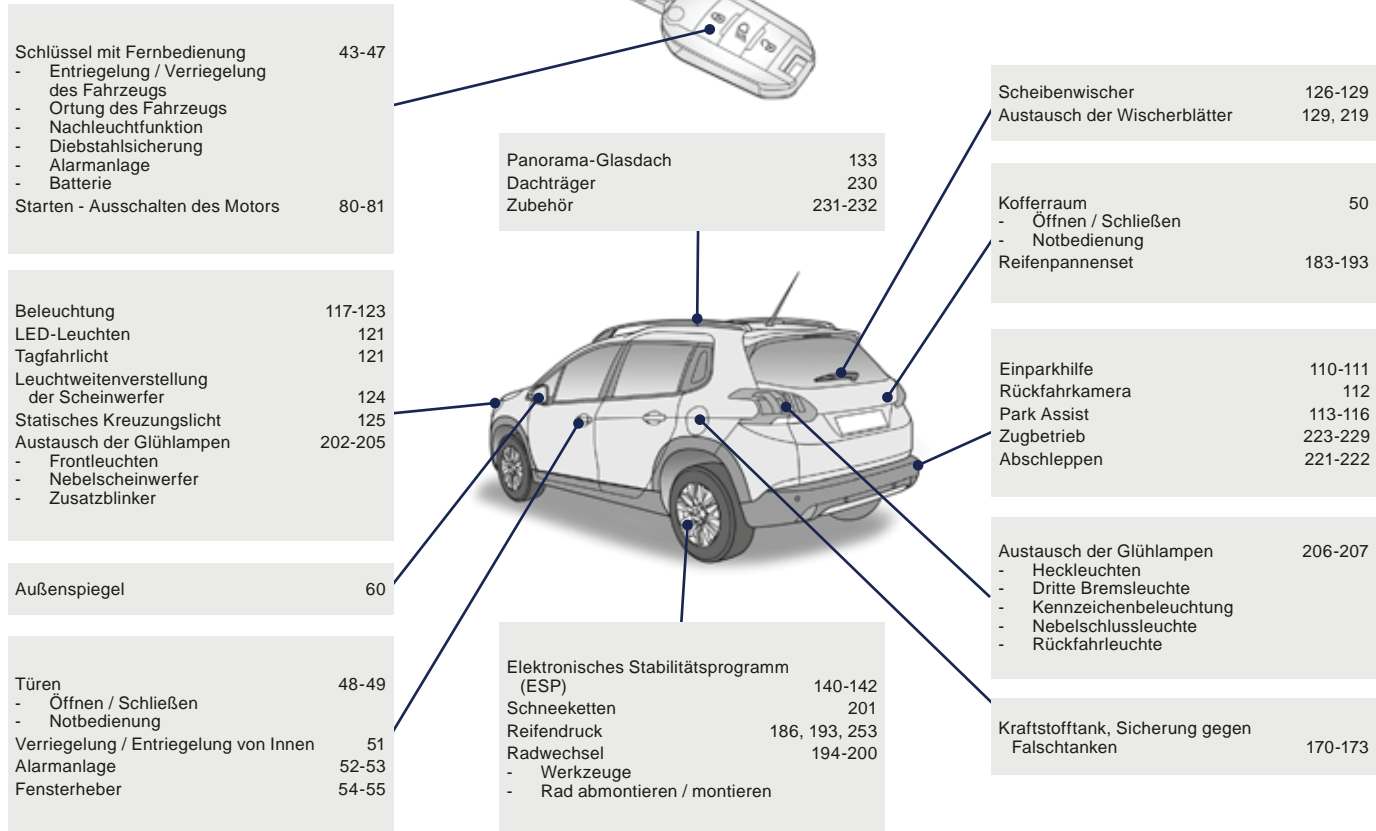 Schlüssel mit Fernbedienung 43-47
- Entriegelung / Verriegelung
des Fahrzeugs
- Ortung des Fahrzeugs
- Nachleuchtfunktion
- Diebstahlsicherung
- Alarmanlage
- Batterie
Starten - Ausschalten des Motors 80-81
Beleuchtung 117-123
LED-Leuchten 121
Tagfahrlicht 121
Leuchtweitenverstellung
der Scheinwerfer 124
Statisches Kreuzungslicht 125
Austausch der Glühlampen 202-205
- Frontleuchten
- Nebelscheinwerfer
- Zusatzblinker
Außenspiegel 60
Türen 48-49
- Öffnen / Schließen
- Notbedienung
Verriegelung / Entriegelung von Innen 51
Alarmanlage 52-53
Fensterheber 54-55
Panorama-Glasdach 133
Dachträger 230
Zubehör 231-232
Elektronisches Stabilitätsprogramm
(ESP) 140-142
Schneeketten 201
Reifendruck 186, 193, 253
Radwechsel 194-200
- Werkzeuge
- Rad abmontieren / montieren
Scheibenwischer 126-129
Austausch der Wischerblätter 129, 219
Kofferraum 50
- Öffnen / Schließen
- Notbedienung
Reifenpannenset 183-193
Einparkhilfe 110-111
Rückfahrkamera 112
Park Assist 113-116
Zugbetrieb 223-229
Abschleppen 221-222
Austausch der Glühlampen 206-207
- Heckleuchten
- Dritte Bremsleuchte
- Kennzeichenbeleuchtung
- Nebelschlussleuchte
- Rückfahrleuchte
Kraftstofftank, Sicherung gegen
Falschtanken 170-173